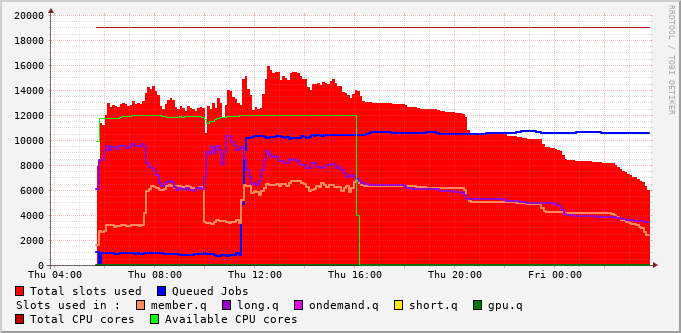 20000
18000
16000
14000
12000
10000
8000
6000
4000
2000
0
Thu 04:00 Thu 08:00 Thu 12:00 Thu 16:00 Thu 20:00 Fri 00:00
Total slots used Queued Jobs
Slots used in : member.q long.q ondemand.q short.q gpu.q
Total CPU cores Available CPU cores
RRDTOOL / TOBI OETIKER